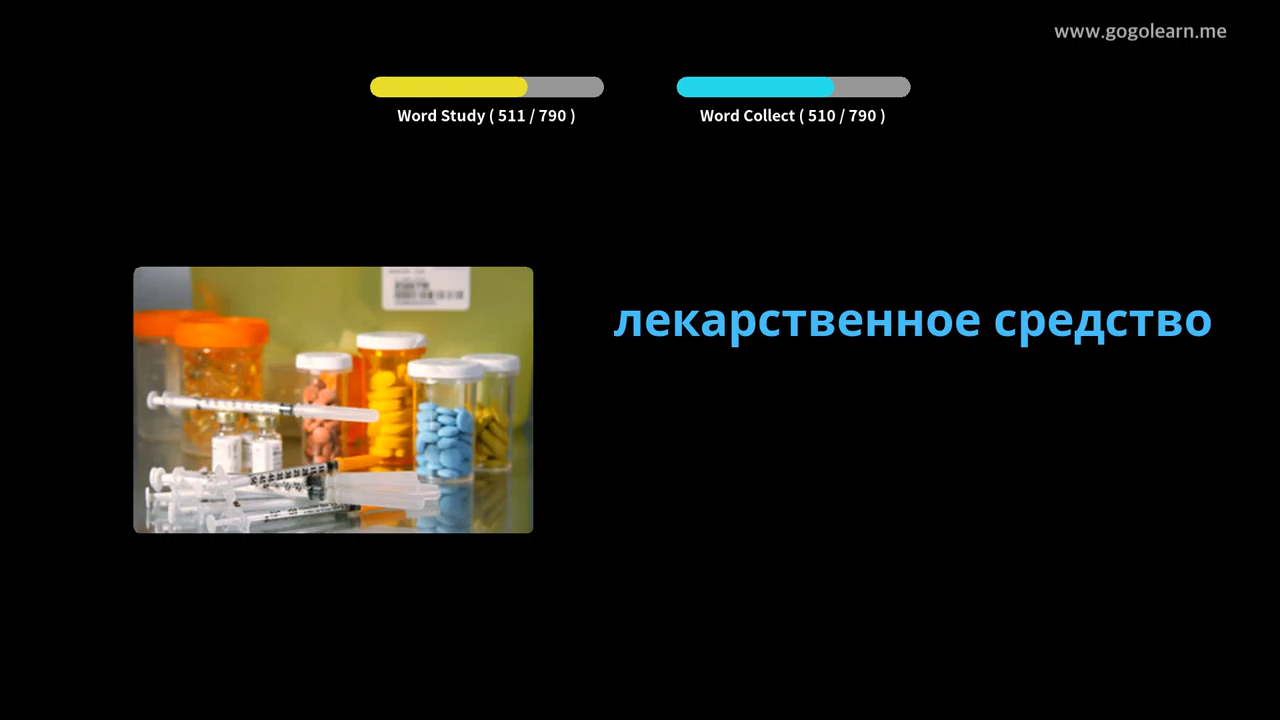 www.gogolearn.me
Word Study ( 511 / 790 )
Word Collect ( 510 / 790 )
лекарственное средство